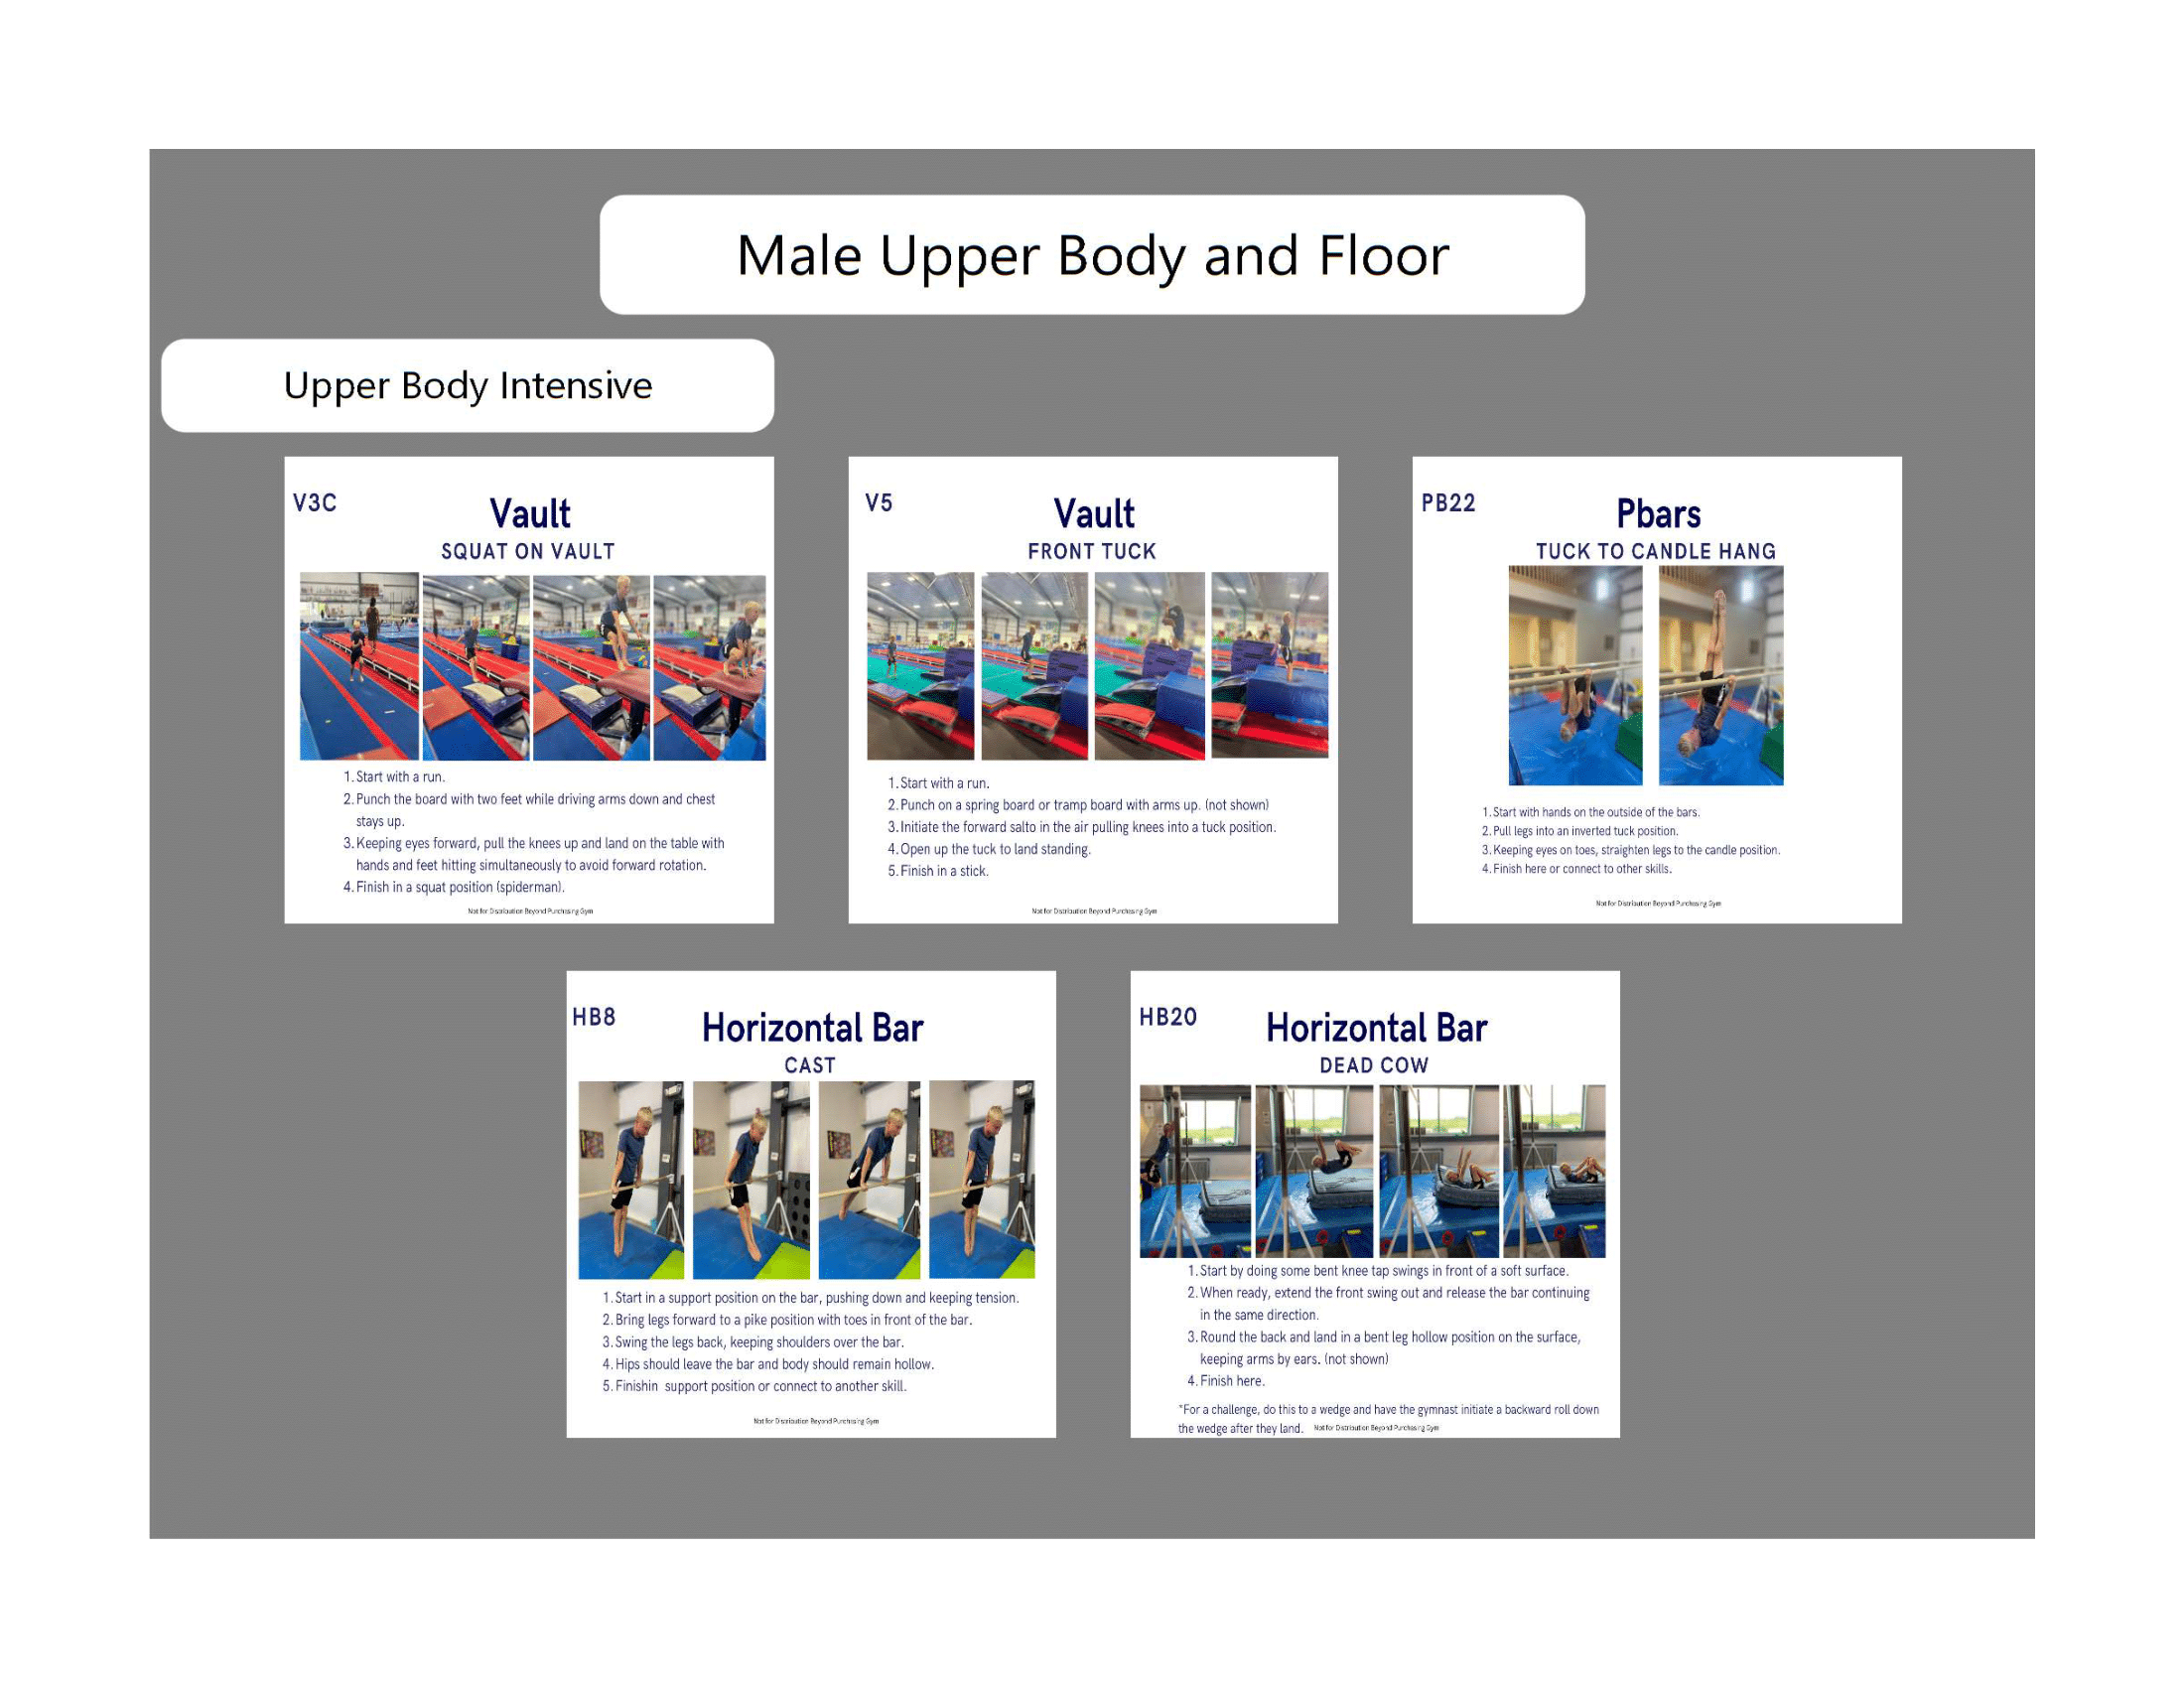 Male Upper Body and Floor
Upper Body Intensive
V3C
Vault
SQUAT ON VAULT
1. Start with a run.
2. Punch the board with two feet while driving arms down and chest
stays up.
3. Keeping eyes forward, pull the knees up and land on the table with
hands and feet hitting simultaneously to avoid forward rotation.
4. Finish in a squat position (spiderman).
Not for Distribution Beyond Purchasing Gym
V5
Vault
FRONT TUCK
1. Start with a run.
2. Punch on a spring board or tramp board with arms up. (not shown)
3. Initiate the forward salto in the air pulling knees into a tuck position.
4. Open up the tuck to land standing.
5. Finish in a stick.
Not for Distribution Beyond Purchasing Gym
PB22
Pbars
TUCK TO CANDLE HANG
1. Start with hands on the outside of the bars.
2. Pull legs into an inverted tuck position.
3. Keeping eyes on toes, straighten legs to the candle position.
4. Finish here or connect to other skills.
Not for Distribution Beyond Purchasing Gym
HB8
Horizontal Bar
CAST
1. Start in a support position on the bar, pushing down and keeping tension.
2. Bring legs forward to a pike position with toes in front of the bar.
3. Swing the legs back, keeping shoulders over the bar.
4. Hips should leave the bar and body should remain hollow.
5. Finishin support position or connect to another skill.
Not for Distribution Beyond Purchasing Gym
HB20
Horizontal Bar
DEAD COW
1. Start by doing some bent knee tap swings in front of a soft surface.
2. When ready, extend the front swing out and release the bar continuing
in the same direction.
3. Round the back and land in a bent leg hollow position on the surface,
keeping arms by ears. (not shown)
4. Finish here.
*For a challenge, do this to a wedge and have the gymnast initiate a backward roll down
the wedge after they land.
Not for Distribution Beyond Purchasing Gym